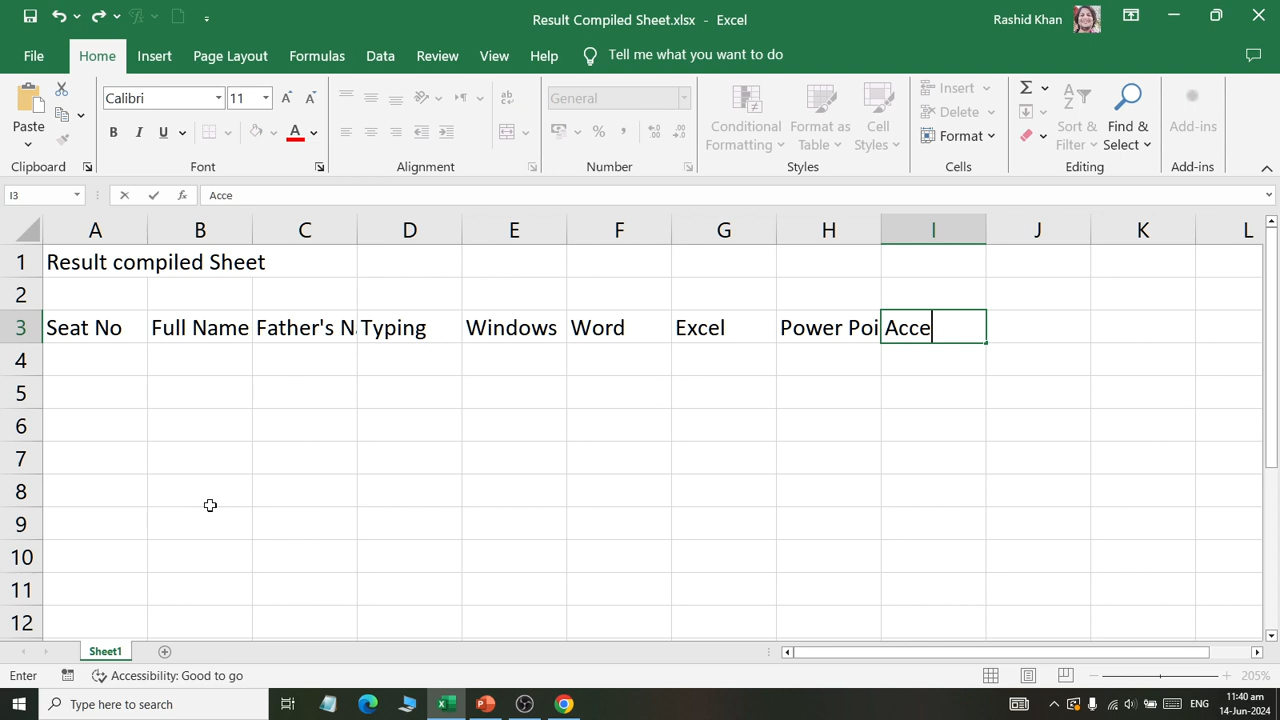 Result Compiled Sheet.xlsx - Excel
Rashid Khan
File Home Insert Page Layout Formulas Data Review View Help Tell me what you want to do
Paste
Calibri 11
B I U A
General
Conditional Formatting
Format as Table
Cell Styles
Insert
Delete
Format
Sort & Filter
Find & Select
Add-ins
Clipboard Font Alignment Number Styles Cells Editing Add-ins
I3 fx Acce
A B C D E F G H I J K L
1 Result compiled Sheet
2
3 Seat No Full Name Father's Na Typing Windows Word Excel Power Poi Acce
4
5
6
7
8
9
10
11
12
Sheet1
Enter Accessibility: Good to go 205%
Type here to search
ENG
11:40 am
14-Jun-2024